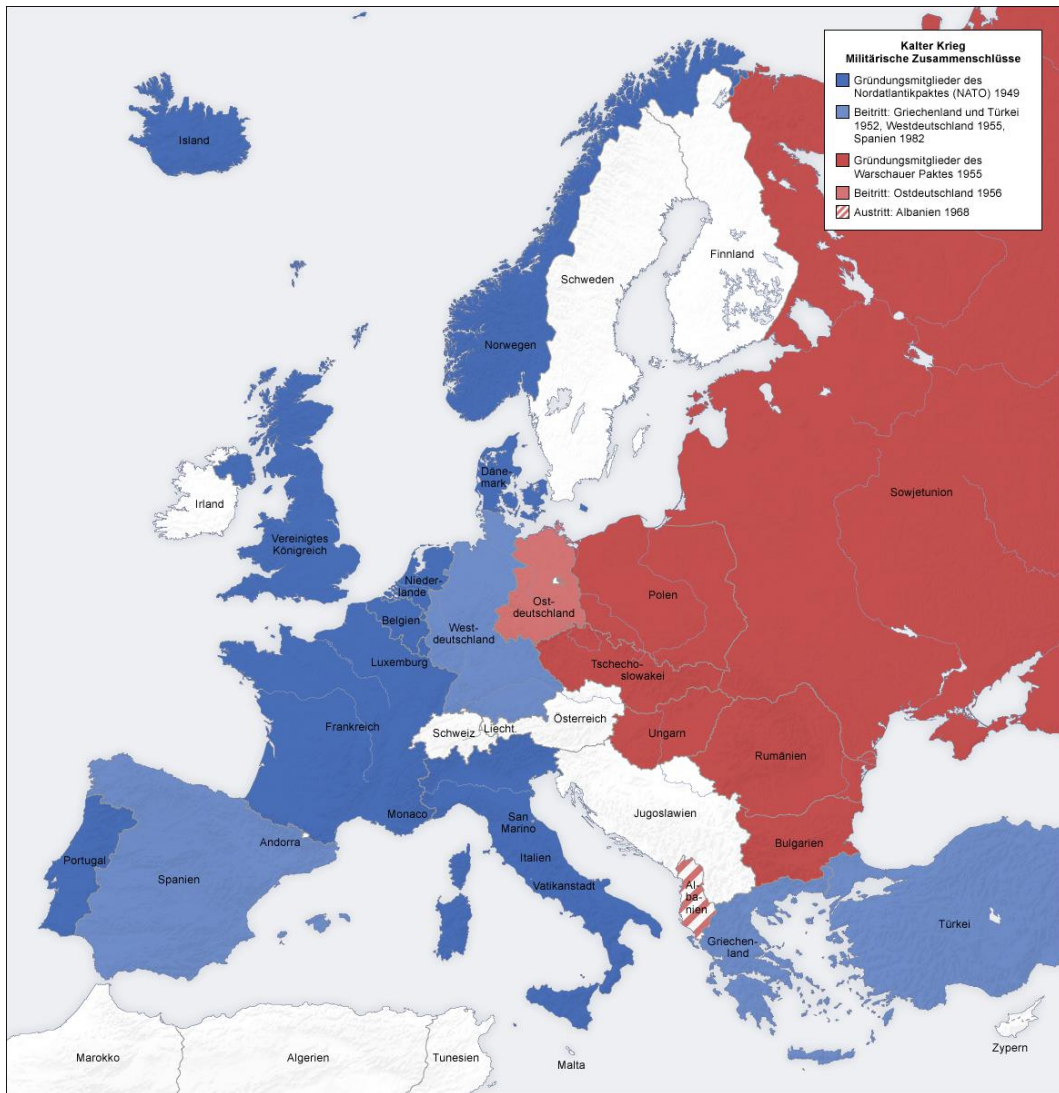 Kalter Krieg
Militärische Zusammenschlüsse
Gründungsmitglieder des
Nordatlantikpaktes (NATO) 1949
Beitritt: Griechenland und Türkei
1952, Westdeutschland 1955,
Spanien 1982
Gründungsmitglieder des
Warschauer Paktes 1955
Beitritt: Ostdeutschland 1956
Austritt: Albanien 1968
Island
Finnland
Schweden
Norwegen
Däne-
mark
Irland
Vereinigtes
Königreich
Sowjetunion
Nieder-
lande
Belgien
West-
deutschland
Ost-
deutschland
Polen
Luxemburg
Tschecho-
slowakei
Frankreich
Schweiz
Liecht.
Österreich
Ungarn
Rumänien
Monaco
San
Marino
Jugoslawien
Andorra
Bulgarien
Portugal
Spanien
Italien
Vatikanstadt
Al-
ba-
nien
Griechen-
land
Türkei
Marokko
Algerien
Tunesien
Malta
Zypern